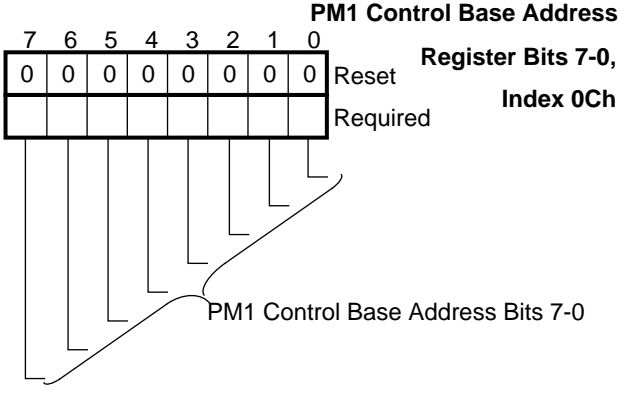 PM1 Control Base Address
Register Bits 7-0,
Index 0Ch
7 6 5 4 3 2 1 0
0 0 0 0 0 0 0 0 Reset
Required
PM1 Control Base Address Bits 7-0